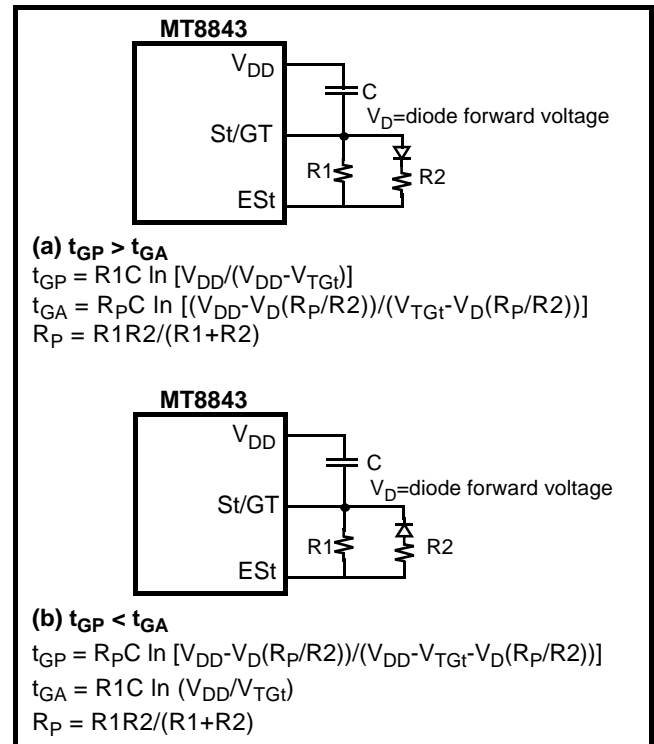 MT8843
VDD
C
VD=diode forward voltage
St/GT
R1
R2
ESt
(a) tGP > tGA
tGP = R1C ln [VDD/(VDD-VTGt)]
tGA = RPC ln [(VDD-VD(RP/R2))/(VTGt-VD(RP/R2))]
RP = R1R2/(R1+R2)
MT8843
VDD
C
VD=diode forward voltage
St/GT
R1
R2
ESt
(b) tGP < tGA
tGP = RPC ln [VDD-VD(RP/R2))/(VDD-VTGt-VD(RP/R2))]
tGA = R1C ln (VDD/VTGt)
RP = R1R2/(R1+R2)